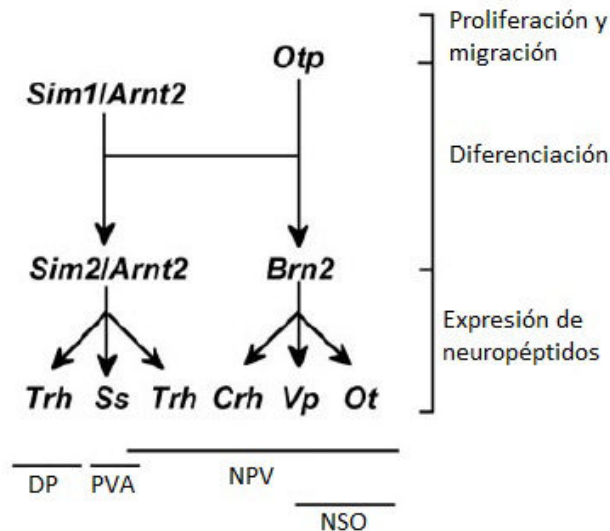 Proliferación y
migración
Otp
Sim1/Arnt2
Diferenciación
Sim2/Arnt2 Brn2
Expresión de
neuropéptidos
Trh Ss Trh Crh Vp Ot
DP PVA NPV
NSO